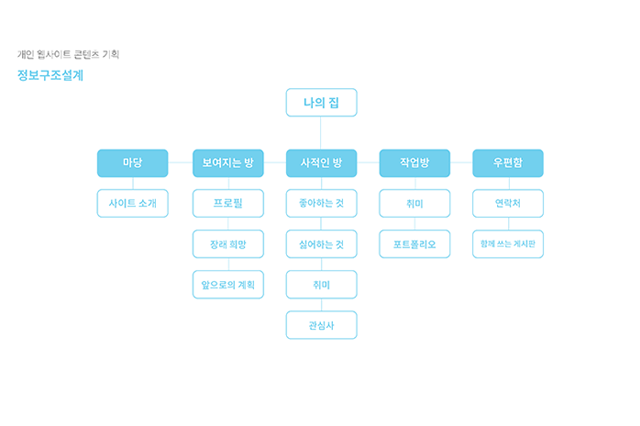 개인 웹사이트 콘텐츠 기획
정보구조설계
나의 집
마당
보여지는 방
사적인 방
작업방
우편함
사이트 소개
프로필
좋아하는 것
취미
연락처
장래 희망
싫어하는 것
포트폴리오
함께 쓰는 게시판
앞으로의 계획
취미
관심사